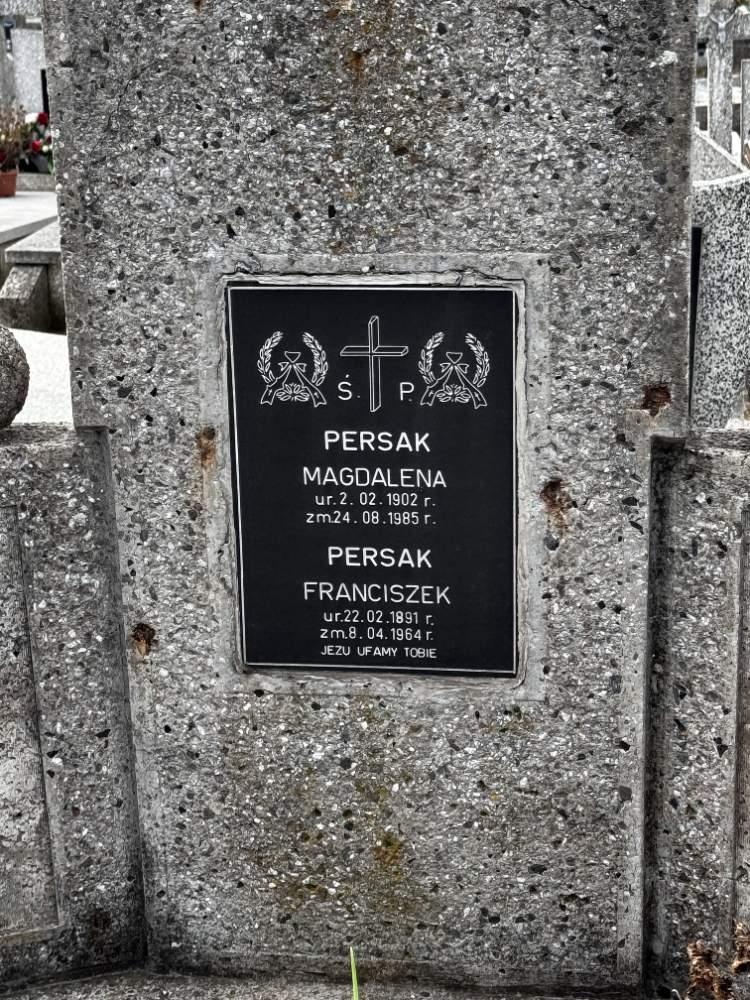 Ś. P.
PERSAK
MAGDALENA
ur.2.02.1902 r.
zm.24.08.1985 r.
PERSAK
FRANCISZEK
ur.22.02.1891 r.
zm.8.04.1964 r.
JEZU UFAMY TOBIE